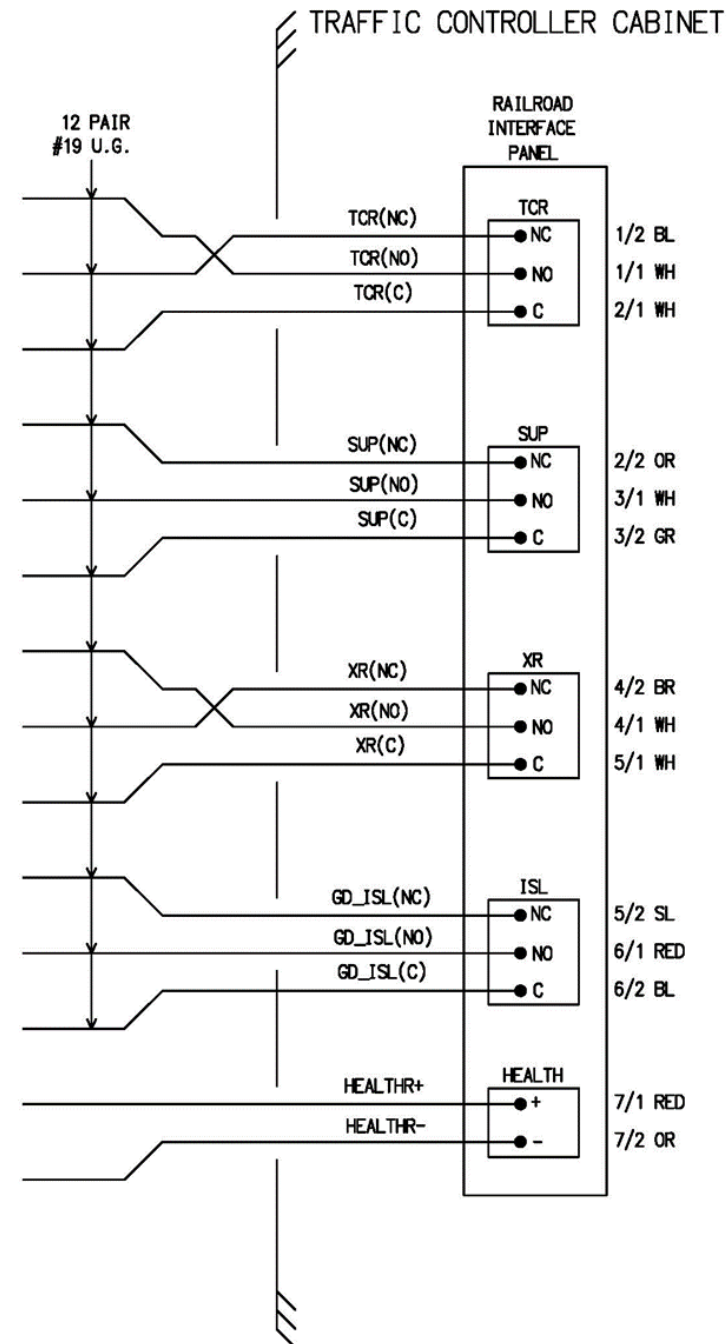 TRAFFIC CONTROLLER CABINET
12 PAIR
#19 U.G.
RAILROAD
INTERFACE
PANEL
TCR
TCR(NC)
NC
1/2 BL
TCR(NO)
NO
1/1 WH
TCR(C)
C
2/1 WH
SUP
SUP(NC)
NC
2/2 OR
SUP(NO)
NO
3/1 WH
SUP(C)
C
3/2 GR
XR
XR(NC)
NC
4/2 BR
XR(NO)
NO
4/1 WH
XR(C)
C
5/1 WH
ISL
GD_ISL(NC)
NC
5/2 SL
GD_ISL(NO)
NO
6/1 RED
GD_ISL(C)
C
6/2 BL
HEALTH
HEALTHR+
+
7/1 RED
HEALTHR-
-
7/2 OR